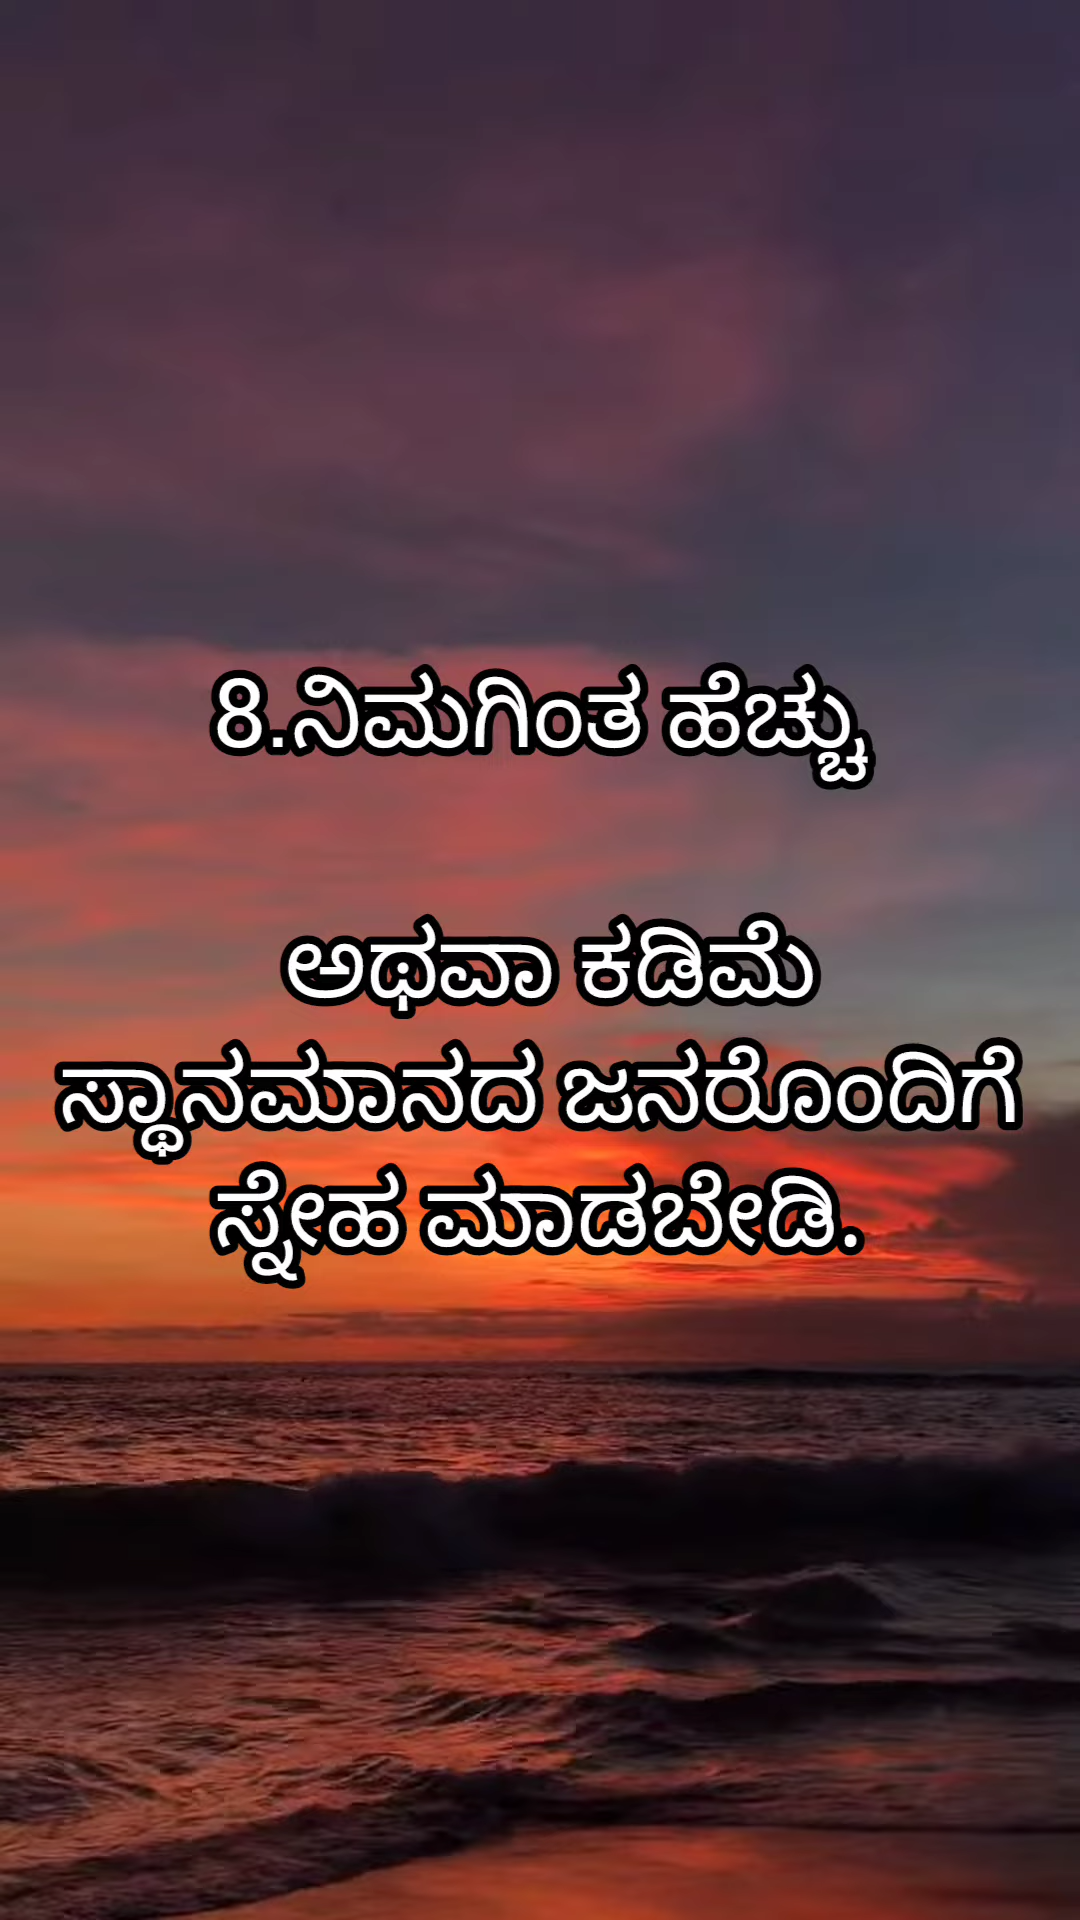 8.ನಿಮಗಿಂತ ಹೆಚ್ಚು
ಅಥವಾ ಕಡಿಮೆ
ಸ್ಥಾನಮಾನದ ಜನರೊಂದಿಗೆ
ಸ್ನೇಹ ಮಾಡಬೇಡಿ.